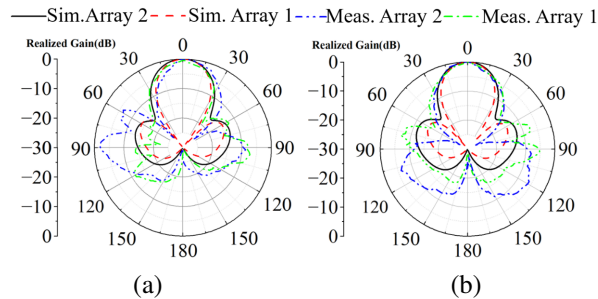 Sim.Array 2 Sim. Array 1 Meas. Array 2 Meas. Array 1
Realized Gain(dB) 0 Realized Gain(dB) 0
0 30 30 0 30 30
−10 60 60 −10 60 60
−20 −20
−30 90 90 −30 90 90
−20 −20
−10 120 120 −10 120 120
0 150 150 0 150 150
180 180
(a) (b)